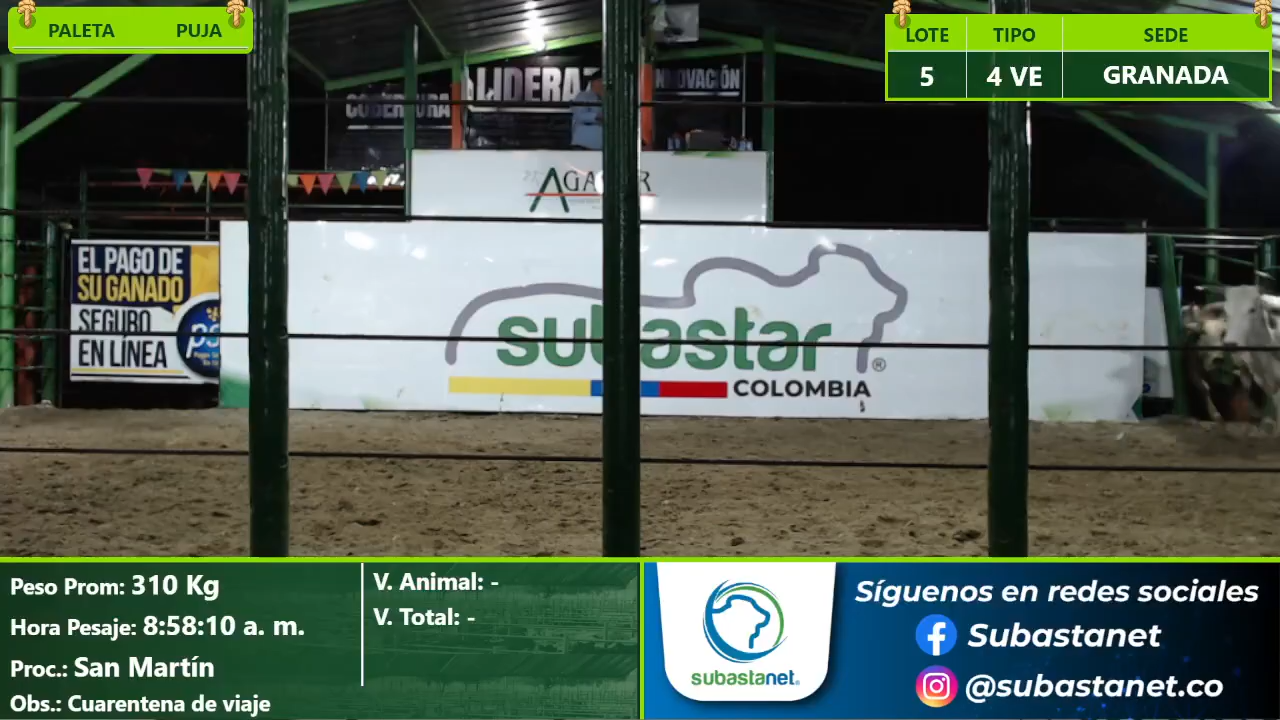 PALETA PUJA
LOTE TIPO SEDE
5 4 VE GRANADA
COBERTURA
LIDERAZ
INNOVACIÓN
EL PAGO DE
SU GANADO
SEGURO
EN LÍNEA
subastar
®
COLOMBIA
Peso Prom: 310 Kg
Hora Pesaje: 8:58:10 a. m.
Proc.: San Martín
Obs.: Cuarentena de viaje
V. Animal: -
V. Total: -
subastanet®
Síguenos en redes sociales
Subastanet
@subastanet.co